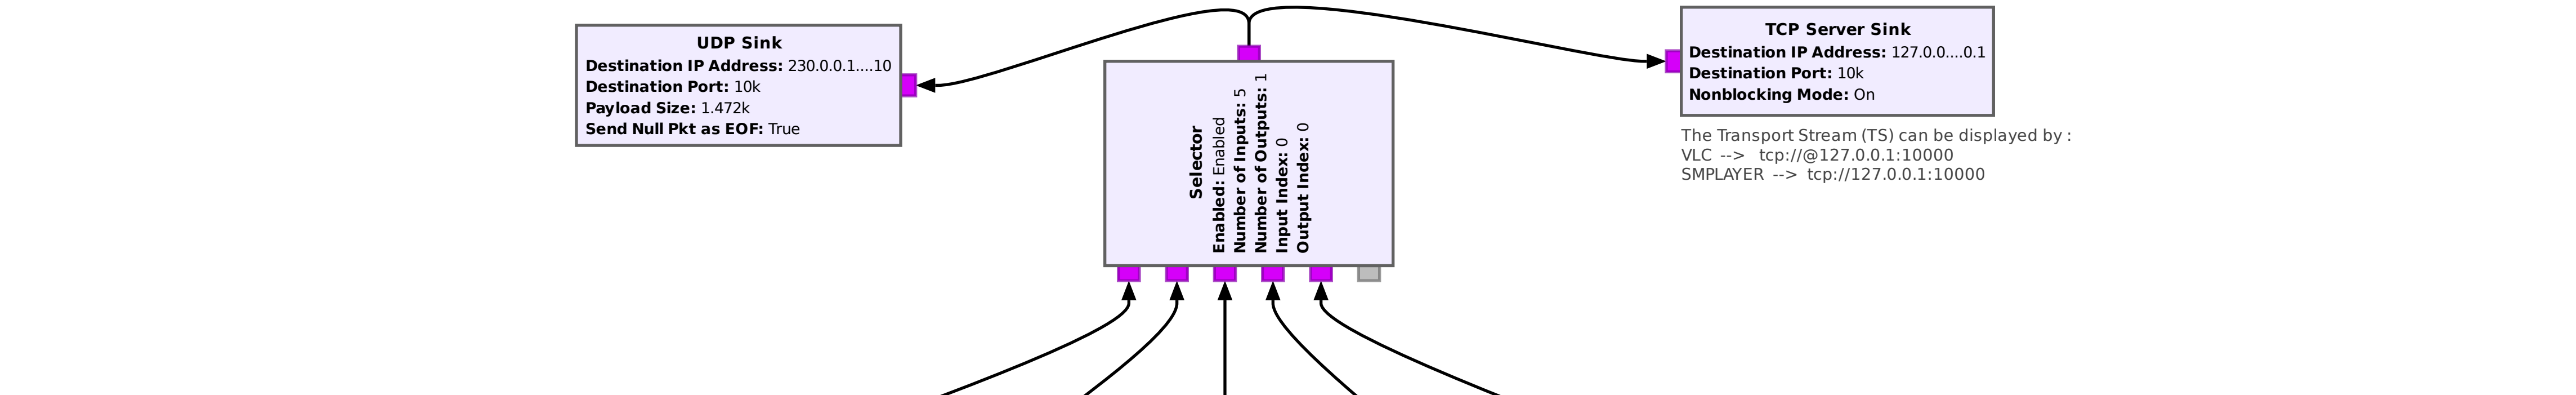 UDP Sink
Destination IP Address: 230.0.0.1....10
Destination Port: 10k
Payload Size: 1.472k
Send Null Pkt as EOF: True
Selector
Enabled: Enabled
Number of Inputs: 5
Number of Outputs: 1
Input Index: 0
Output Index: 0
TCP Server Sink
Destination IP Address: 127.0.0....0.1
Destination Port: 10k
Nonblocking Mode: On
The Transport Stream (TS) can be displayed by :
VLC --> tcp://@127.0.0.1:10000
SMPLAYER --> tcp://127.0.0.1:10000